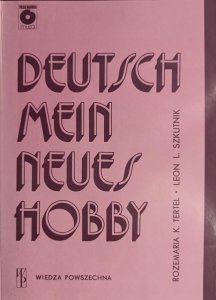 DEUTSCH
MEIN
NEUES
HOBBY
ROZEMARIA K. TERTEL • LEON L. SZKUTNIK
WIEDZA POWSZECHNA